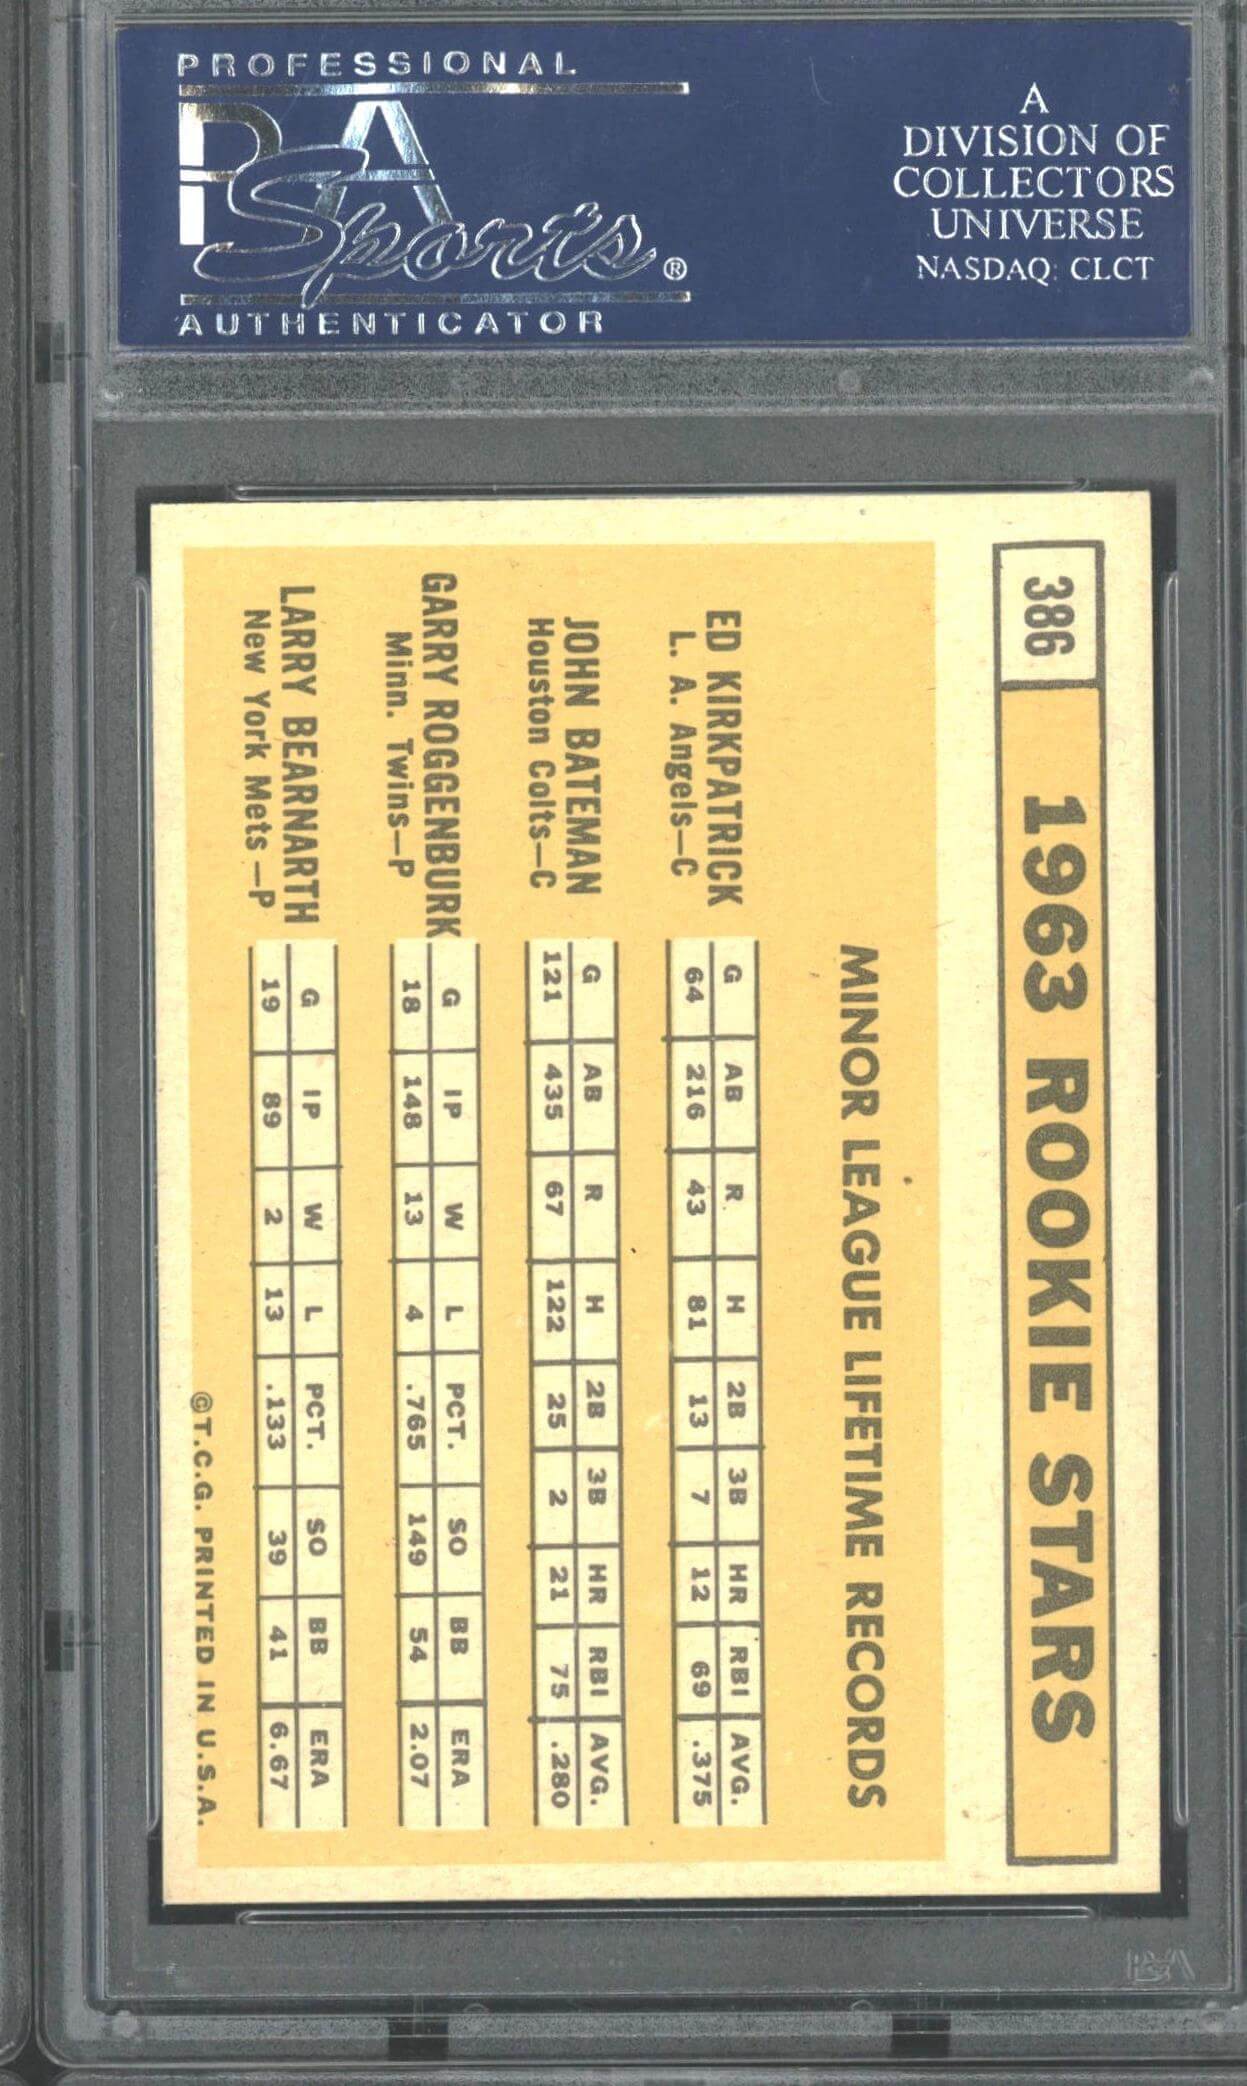 PROFESSIONAL
PSA
Sports®
AUTHENTICATOR
A
DIVISION OF
COLLECTORS
UNIVERSE
NASDAQ: CLCT
386 1963 ROOKIE STARS
MINOR LEAGUE LIFETIME RECORDS
ED KIRKPATRICK
L. A. Angels—C
G AB R H 2B 3B HR RBI AVG.
64 216 43 81 13 7 12 69 .375
JOHN BATEMAN
Houston Colts—C
G AB R H 2B 3B HR RBI AVG.
121 435 67 122 25 2 21 75 .280
GARRY ROGGENBURK
Minn. Twins—P
G IP W L PCT. SO BB ERA
18 148 13 4 .765 149 54 2.07
LARRY BEARNARTH
New York Mets—P
G IP W L PCT. SO BB ERA
19 89 2 13 .133 39 41 6.67
©T.C.G. PRINTED IN U.S.A.
PSA